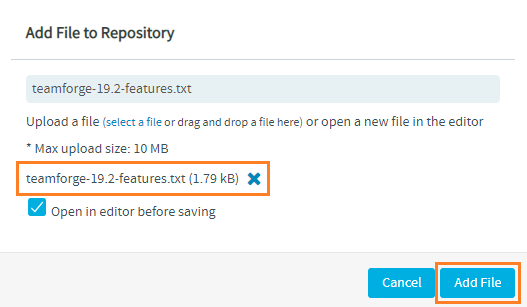 Add File to Repository
teamforge-19.2-features.txt
Upload a file (select a file or drag and drop a file here) or open a new file in the editor
* Max upload size: 10 MB
teamforge-19.2-features.txt (1.79 kB)
Open in editor before saving
Cancel
Add File